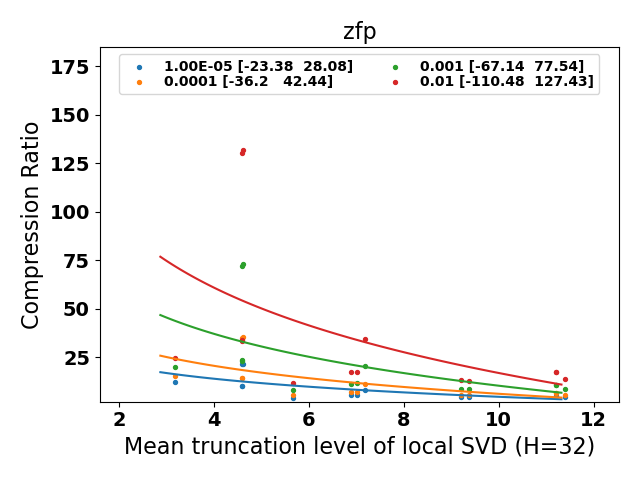 zfp
1.00E-05 [-23.38  28.08]
0.0001 [-36.2   42.44]
0.001 [-67.14  77.54]
0.01 [-110.48  127.43]
175
150
125
100
75
50
25
Compression Ratio
2 4 6 8 10 12
Mean truncation level of local SVD (H=32)